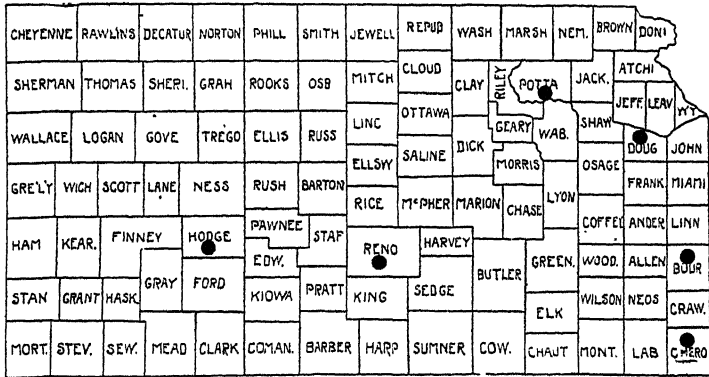 CHEYENNE RAWLINS DECATUR NORTON PHILL SMITH JEWELL REPUB WASH MARSH NEM. BROWN DONI
SHERMAN THOMAS SHERI. GRAH ROOKS OSB MITCH CLOUD CLAY RILEY POTTA JACK. ATCHI
JEFF. LEAV WY
WALLACE LOGAN GOVE TREGO ELLIS RUSS LINC OTTAWA GEARY WAB. SHAW DOUG JOHN
ELLSW SALINE DICK MORRIS OSAGE
GRE'LY WICH SCOTT LANE NESS RUSH BARTON RICE McPHER MARION CHASE LYON FRANK. MIAMI
HAM KEAR. FINNEY HODGE PAWNEE STAF RENO HARVEY COFFEE ANDER LINN
EDW. BUTLER GREEN. WOOD. ALLEN BOUR
STAN GRANT HASK. GRAY FORD KIOWA PRATT KING SEDG E ELK WILSON NEOS CRAW.
MORT. STEV. SEW. MEAD CLARK COMAN. BARBER HARP SUMNER COW. CHAUT MONT. LAB CHERO